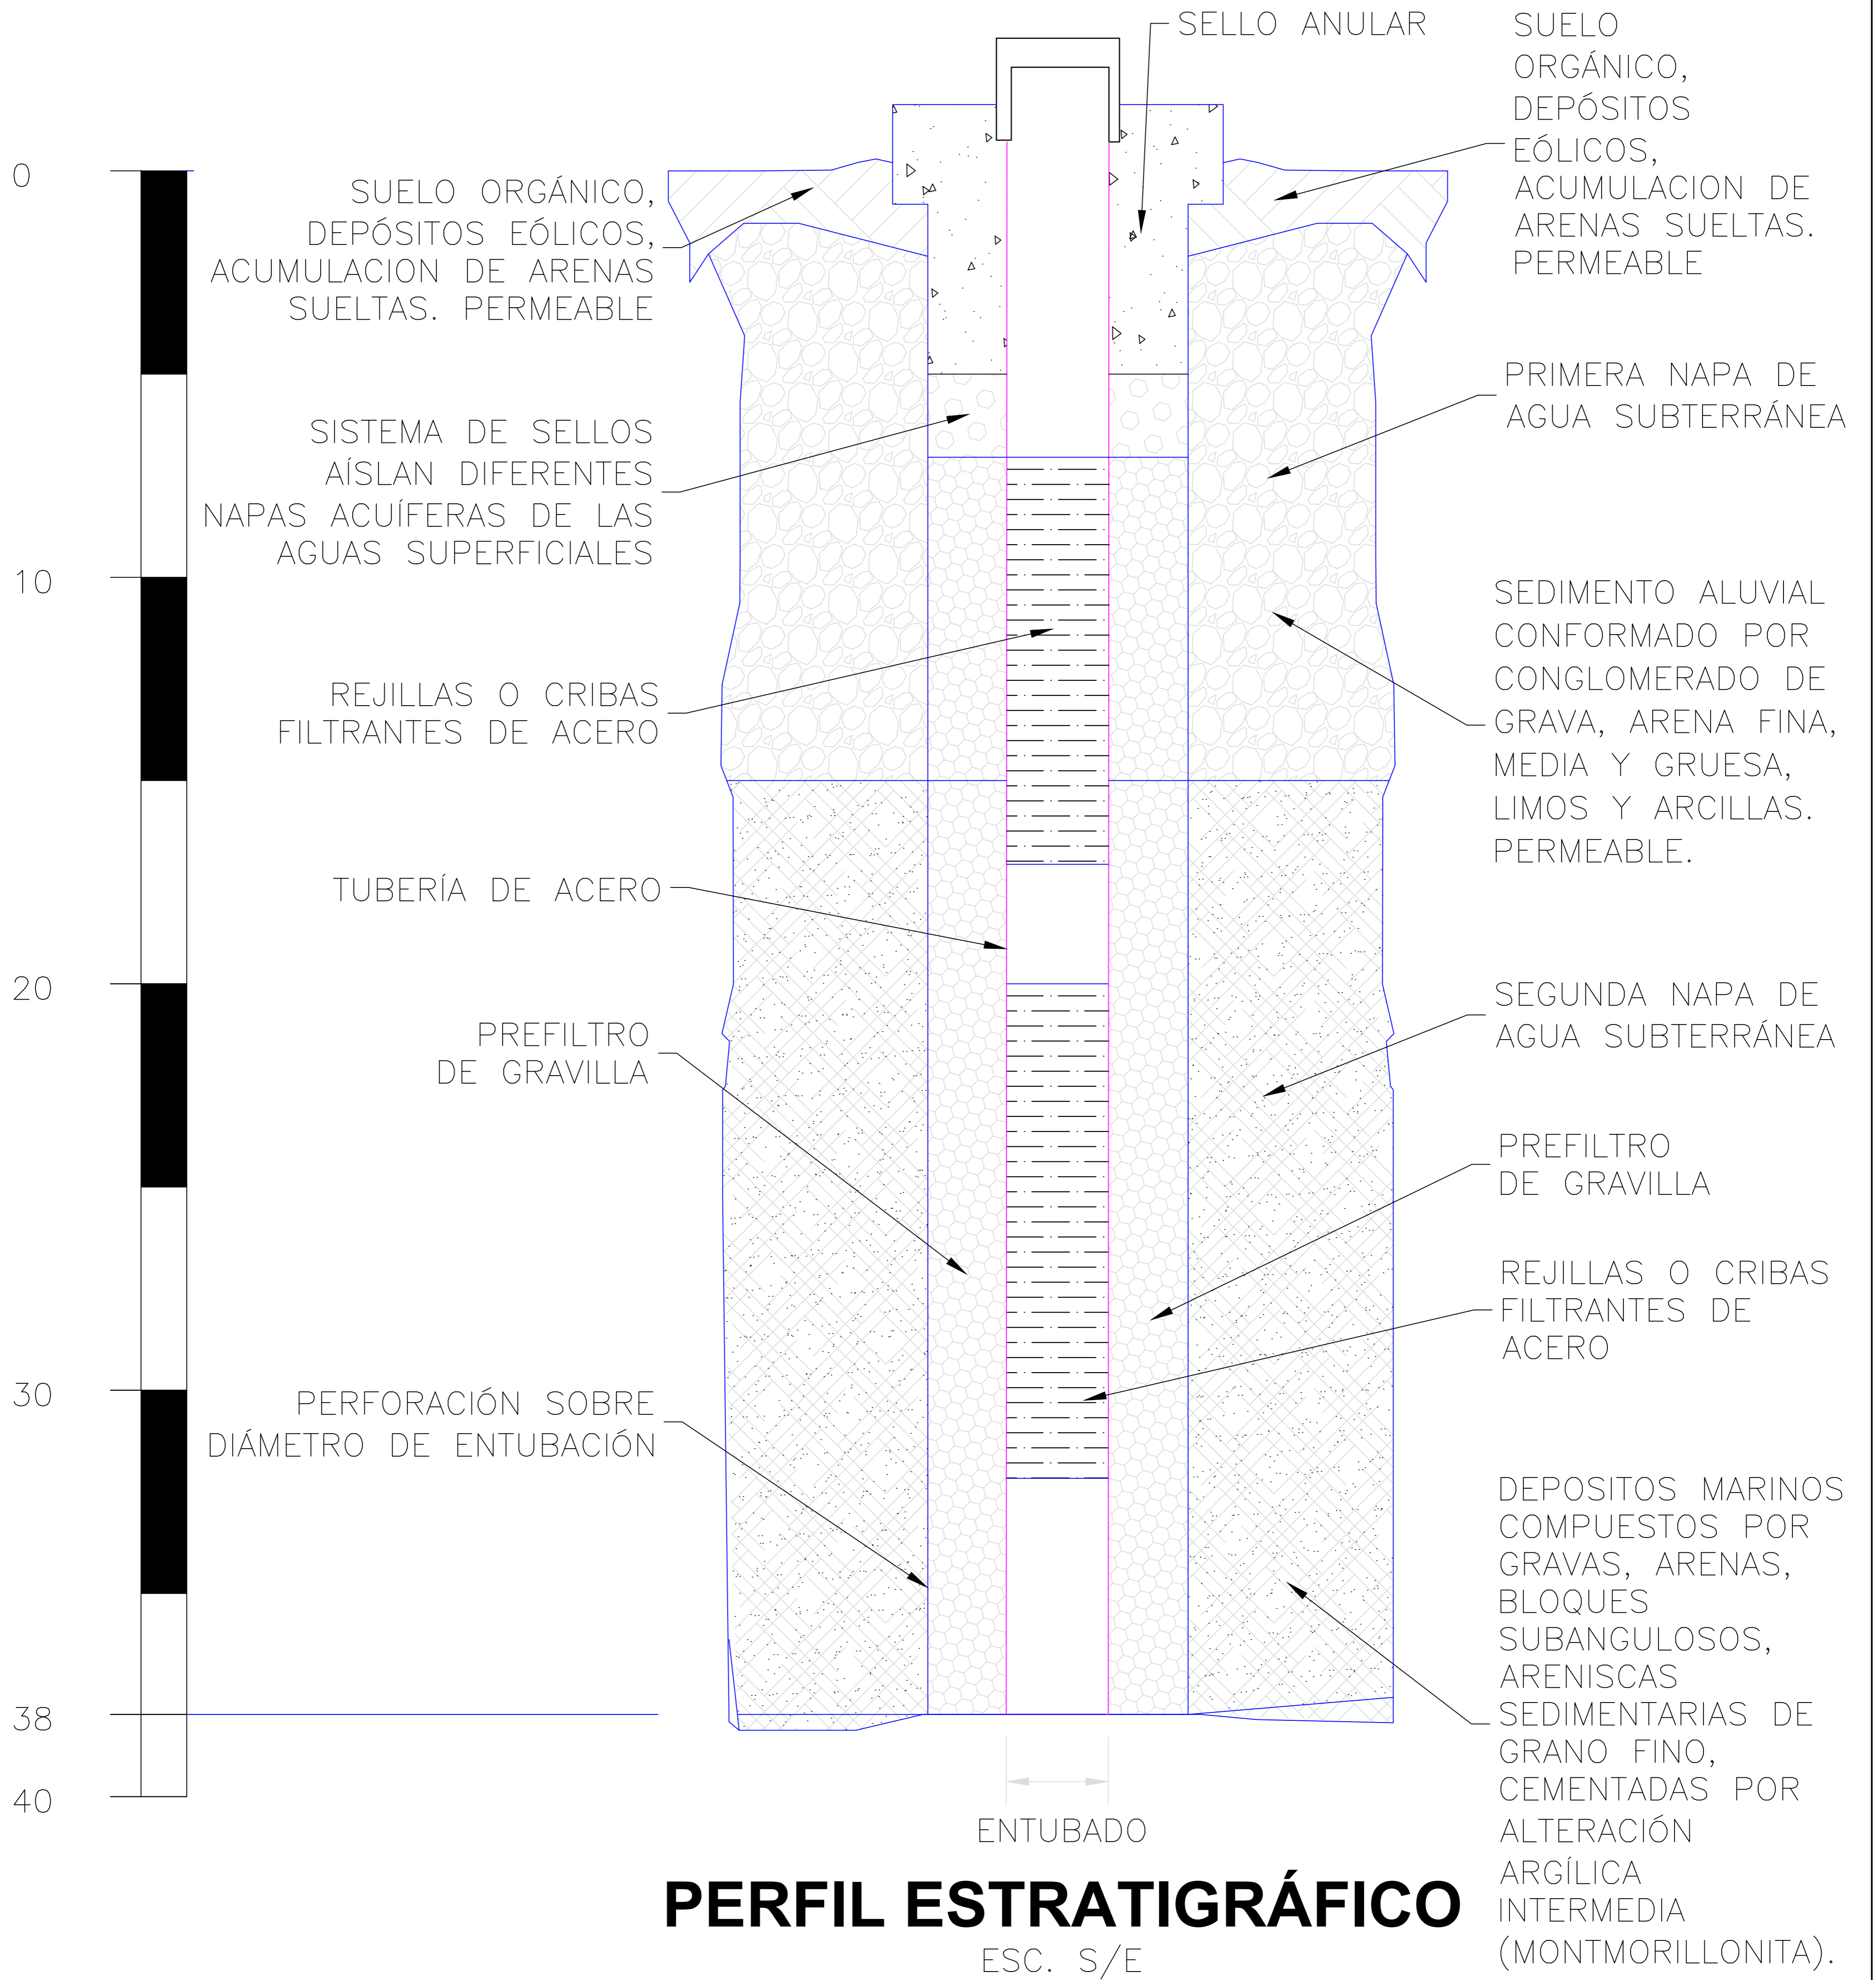 SELLO ANULAR
SUELO
ORGÁNICO,
DEPÓSITOS
EÓLICOS,
ACUMULACION DE
ARENAS SUELTAS.
PERMEABLE
0
SUELO ORGÁNICO,
DEPÓSITOS EÓLICOS,
ACUMULACION DE ARENAS
SUELTAS. PERMEABLE
PRIMERA NAPA DE
AGUA SUBTERRÁNEA
SISTEMA DE SELLOS
AÍSLAN DIFERENTES
NAPAS ACUÍFERAS DE LAS
AGUAS SUPERFICIALES
10
SEDIMENTO ALUVIAL
CONFORMADO POR
CONGLOMERADO DE
GRAVA, ARENA FINA,
MEDIA Y GRUESA,
LIMOS Y ARCILLAS.
PERMEABLE.
REJILLAS O CRIBAS
FILTRANTES DE ACERO
TUBERÍA DE ACERO
20
SEGUNDA NAPA DE
AGUA SUBTERRÁNEA
PREFILTRO
DE GRAVILLA
PREFILTRO
DE GRAVILLA
REJILLAS O CRIBAS
FILTRANTES DE
ACERO
30
PERFORACIÓN SOBRE
DIÁMETRO DE ENTUBACIÓN
DEPOSITOS MARINOS
COMPUESTOS POR
GRAVAS, ARENAS,
BLOQUES
SUBANGULOSOS,
ARENISCAS
SEDIMENTARIAS DE
GRANO FINO,
CEMENTADAS POR
ALTERACIÓN
ARGÍLICA
INTERMEDIA
(MONTMORILLONITA).
38
40
ENTUBADO
PERFIL ESTRATIGRÁFICO
ESC. S/E